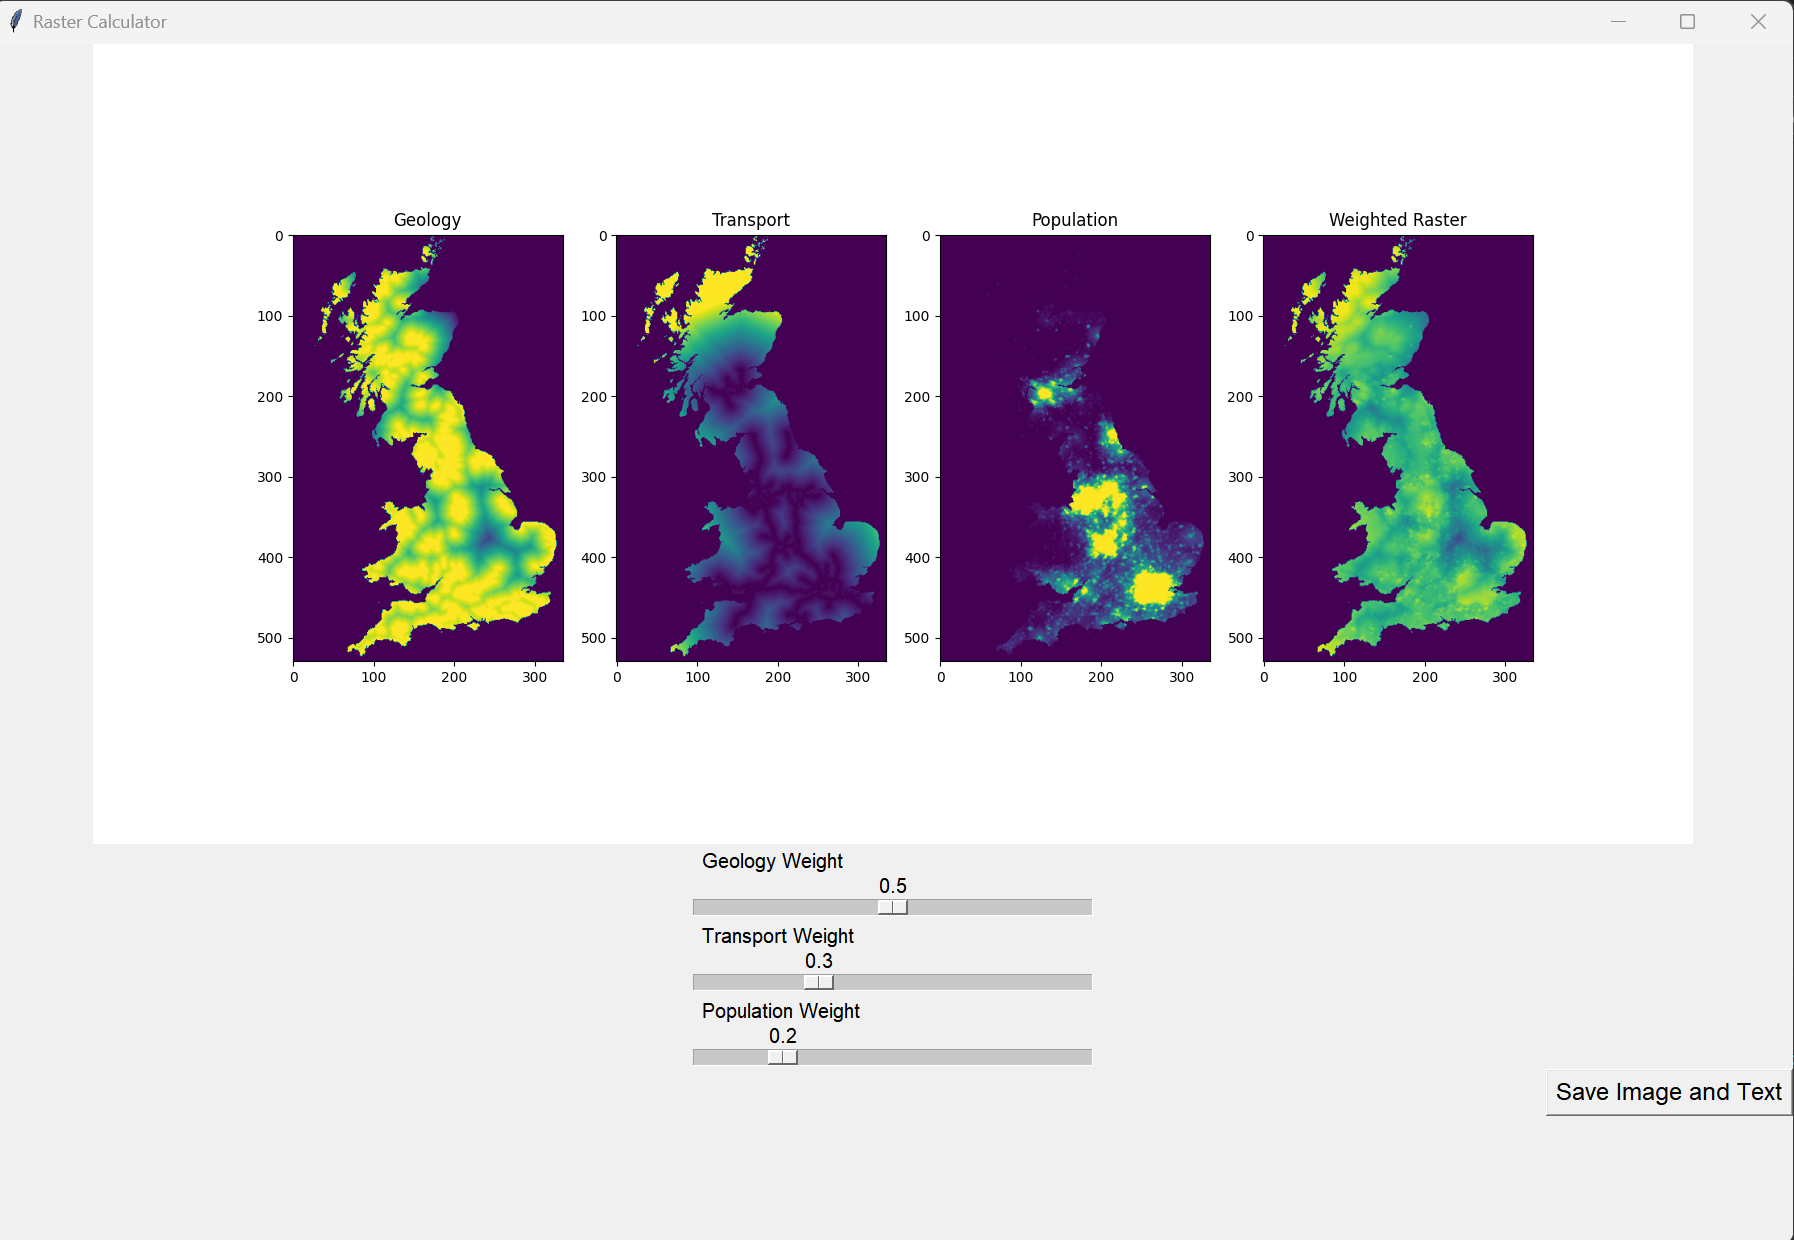 Raster Calculator
Geology
Transport
Population
Weighted Raster
0
100
200
300
400
500
0 100 200 300
0
100
200
300
400
500
0 100 200 300
0
100
200
300
400
500
0 100 200 300
0
100
200
300
400
500
0 100 200 300
Geology Weight
0.5
Transport Weight
0.3
Population Weight
0.2
Save Image and Text